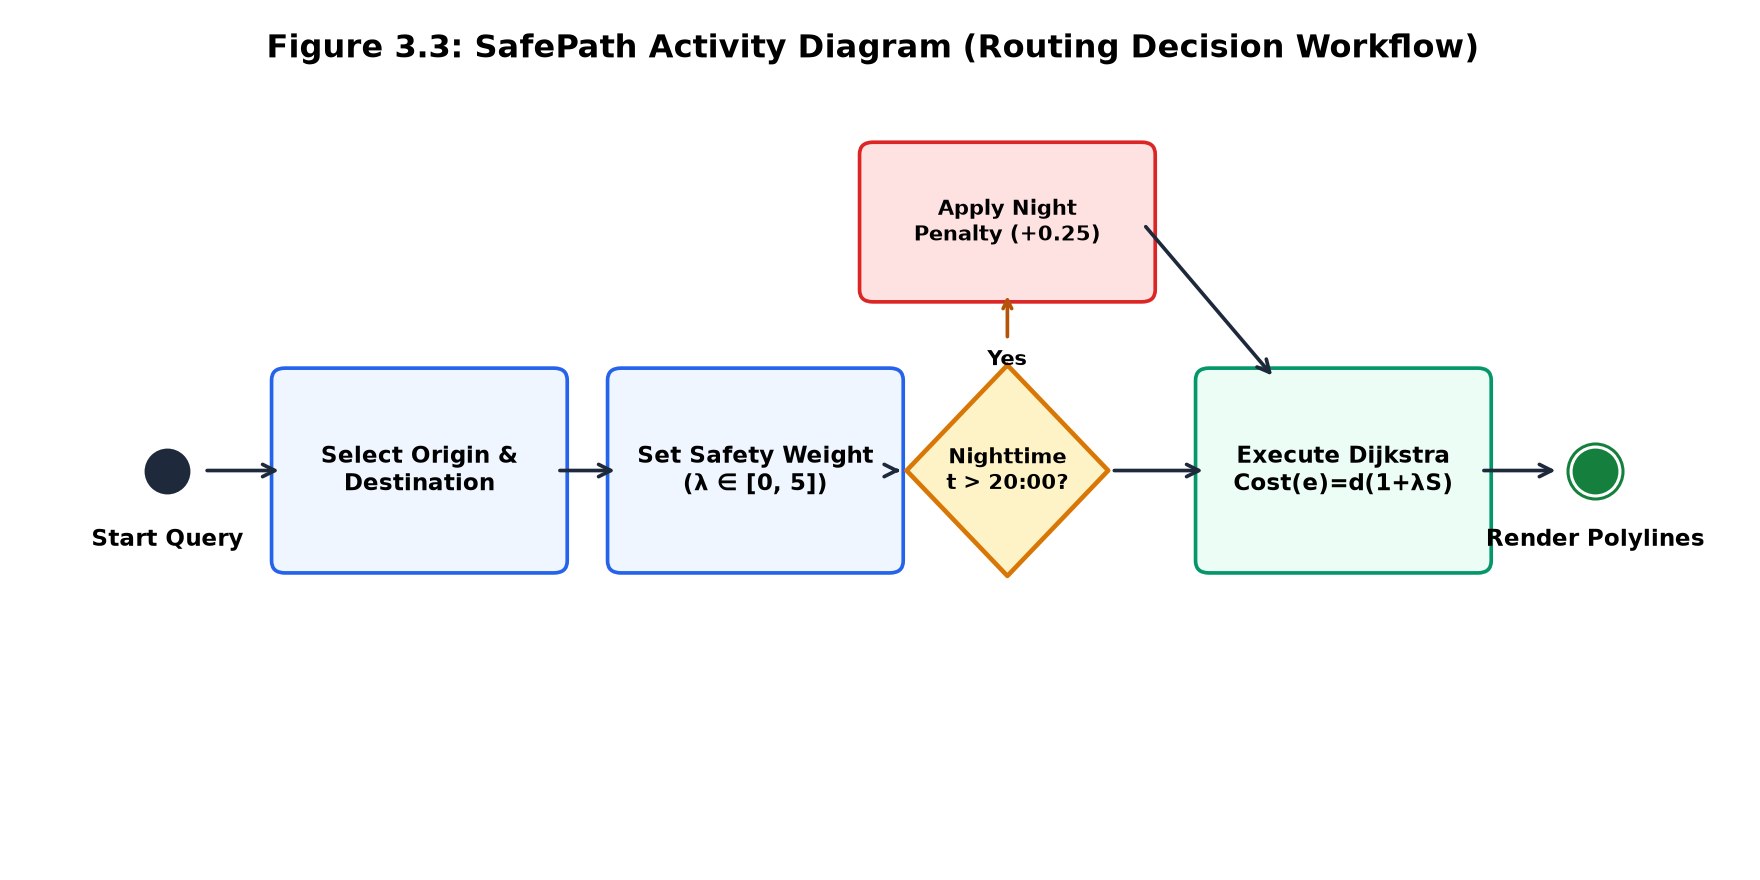 Figure 3.3: SafePath Activity Diagram (Routing Decision Workflow)
Apply Night
Penalty (+0.25)
Yes
Select Origin &
Destination
Set Safety Weight
(λ ∈ [0, 5])
Nighttime
t > 20:00?
Execute Dijkstra
Cost(e)=d(1+λS)
Start Query
Render Polylines